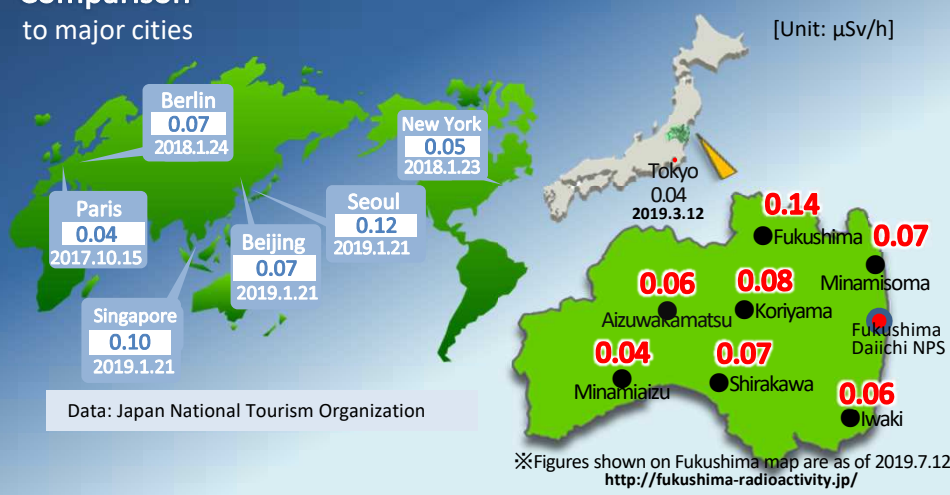 Comparison
to major cities
[Unit: μSv/h]
Berlin
0.07
2018.1.24
New York
0.05
2018.1.23
Paris
0.04
2017.10.15
Seoul
0.12
2019.1.21
Beijing
0.07
2019.1.21
Singapore
0.10
2019.1.21
Data: Japan National Tourism Organization
Tokyo
0.04
2019.3.12
0.14
Fukushima
0.07
Minamisoma
0.06
Aizuwakamatsu
0.08
Koriyama
Fukushima
Daiichi NPS
0.04
Minamiaizu
0.07
Shirakawa
0.06
Iwaki
※Figures shown on Fukushima map are as of 2019.7.12
http://fukushima-radioactivity.jp/